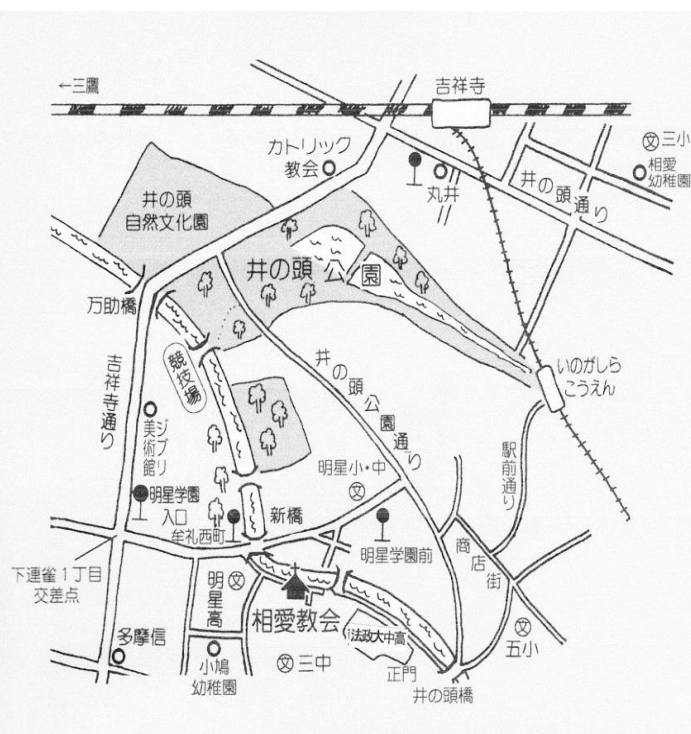 ←三鷹
吉祥寺
カトリック
教会
丸井
三小
相愛
幼稚園
井の頭通り
井の頭
自然文化園
井の頭公園
万助橋
競技場
吉祥寺通り
いのがしら
こうえん
井の頭公園通り
ジブリ
美術館
駅前通り
明星小・中
文
明星学園
入口
牟礼西町
新橋
明星学園前
商店街
下連雀1丁目
交差点
明星高
文
相愛教会
法政大中高
正門
文
五小
多摩信
小鳩
幼稚園
文三中
井の頭橋